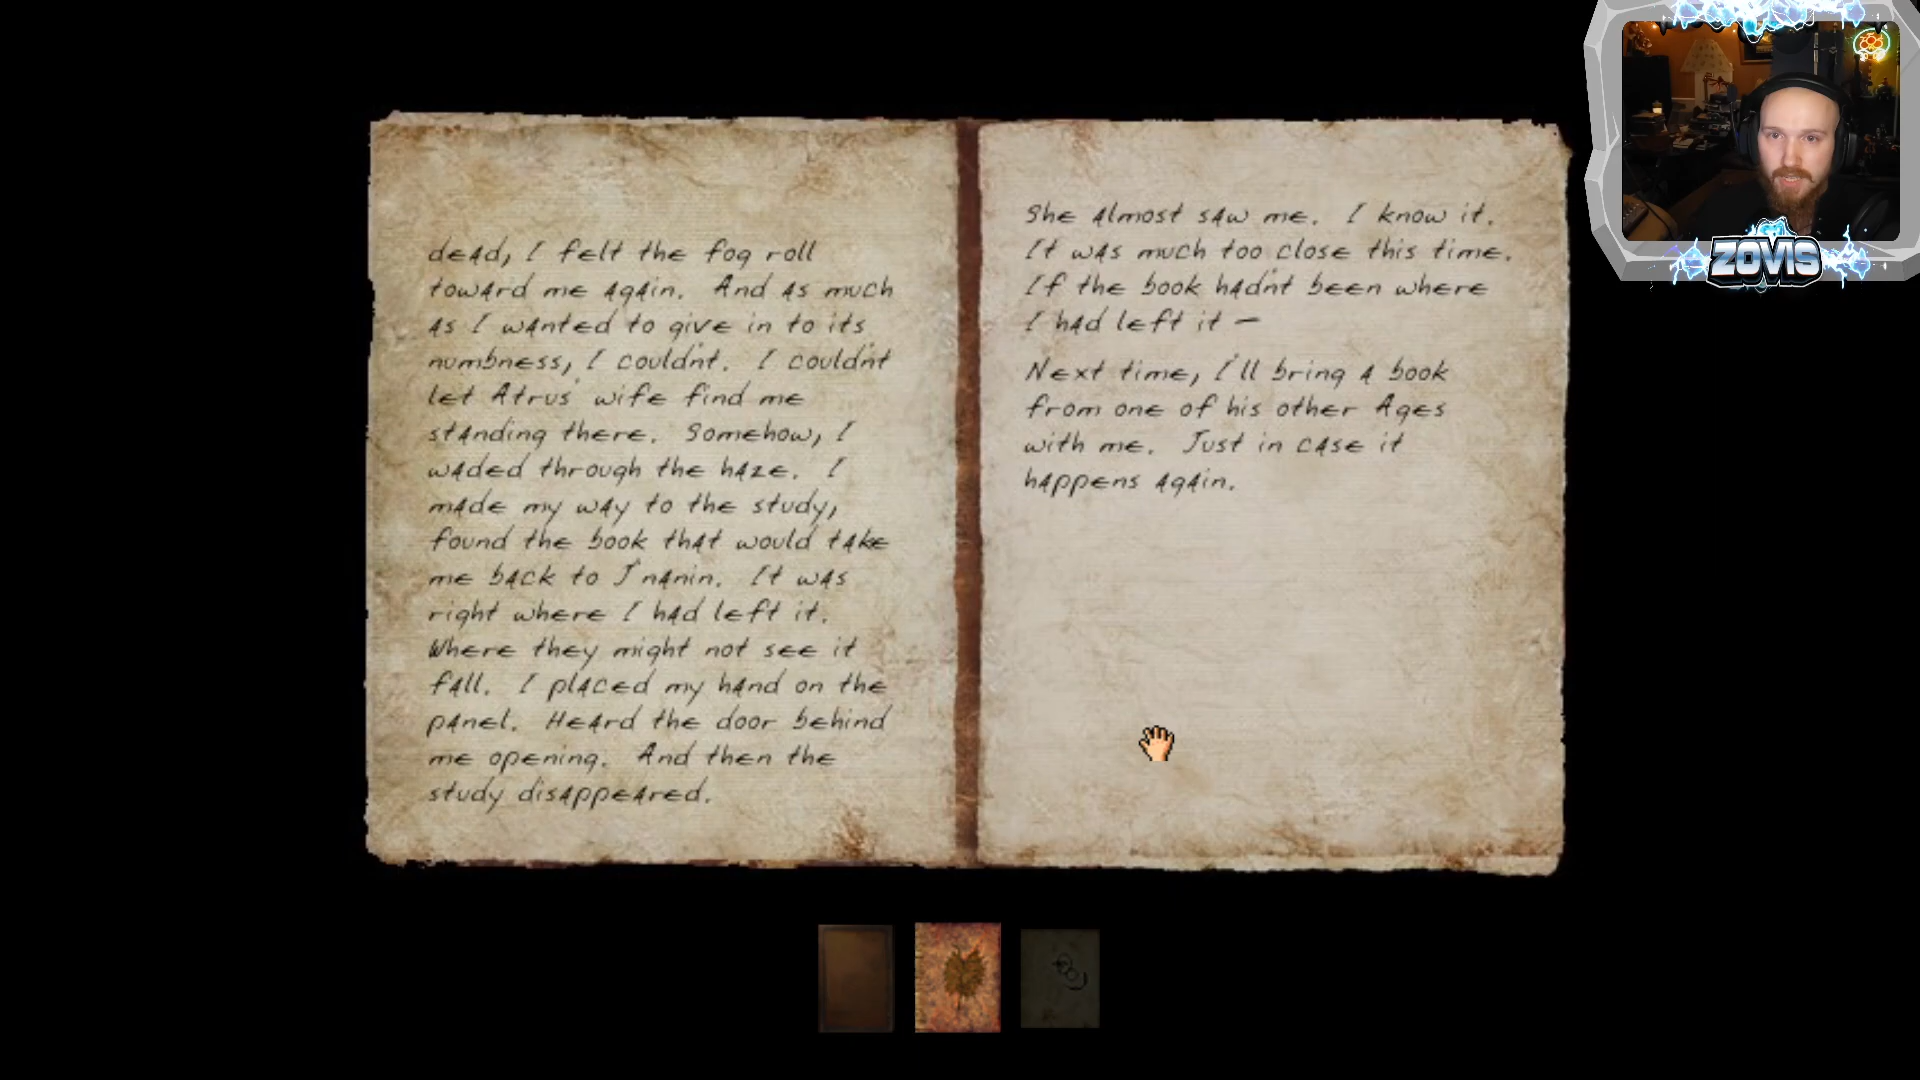 dead, I felt the fog roll
toward me again. And as much
as I wanted to give in to its
numbness, I couldn't. I couldn't
let Atrus' wife find me
standing there. Somehow, I
waded through the haze. I
made my way to the study,
found the book that would take
me back to J'nanin. It was
right where I had left it.
Where they might not see it
fall. I placed my hand on the
panel. Heard the door behind
me opening. And then the
study disappeared.
She almost saw me. I know it.
It was much too close this time.
If the book hadn't been where
I had left it —
Next time, I'll bring a book
from one of his other Ages
with me. Just in case it
happens again.
ZOVIS